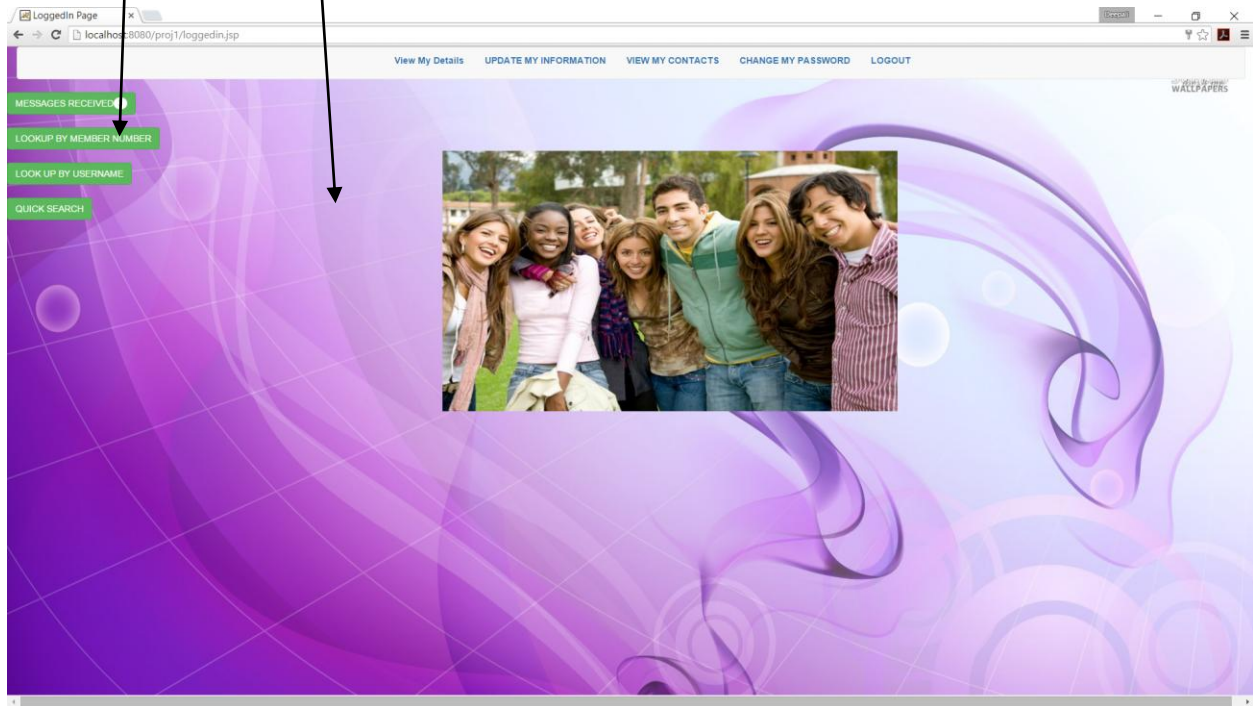 LoggedIn Page
localhost:8080/proj1/loggedin.jsp
View My Details UPDATE MY INFORMATION VIEW MY CONTACTS CHANGE MY PASSWORD LOGOUT
WALLPAPERS
MESSAGES RECEIVED
LOOKUP BY MEMBER NUMBER
LOOK UP BY USERNAME
QUICK SEARCH